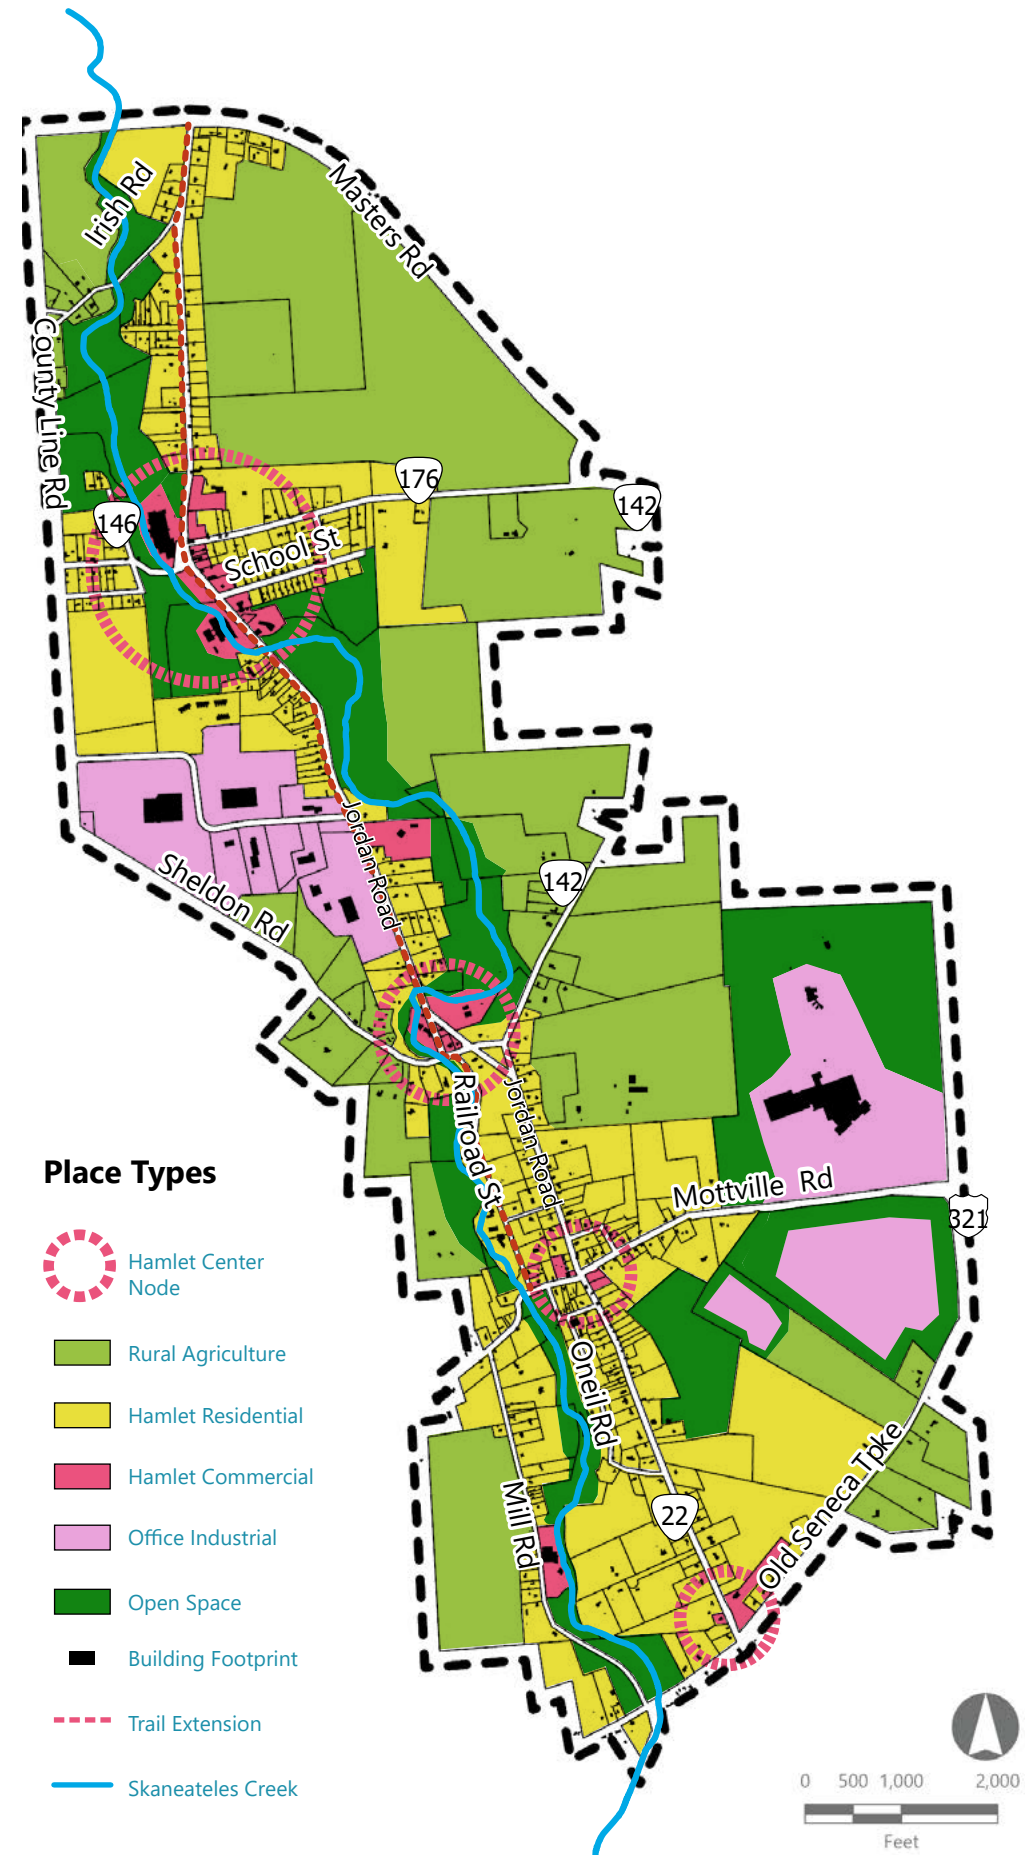 Irish Rd
Masters Rd
County Line Rd
176
142
146
School St
Jordan Road
142
Sheldon Rd
Railroad St
Jordan Road
Mottville Rd
321
Oneil Rd
Mill Rd
22
Old Seneca Tpke
Place Types
Hamlet Center
Node
Rural Agriculture
Hamlet Residential
Hamlet Commercial
Office Industrial
Open Space
Building Footprint
Trail Extension
Skaneateles Creek
0 500 1,000 2,000
Feet